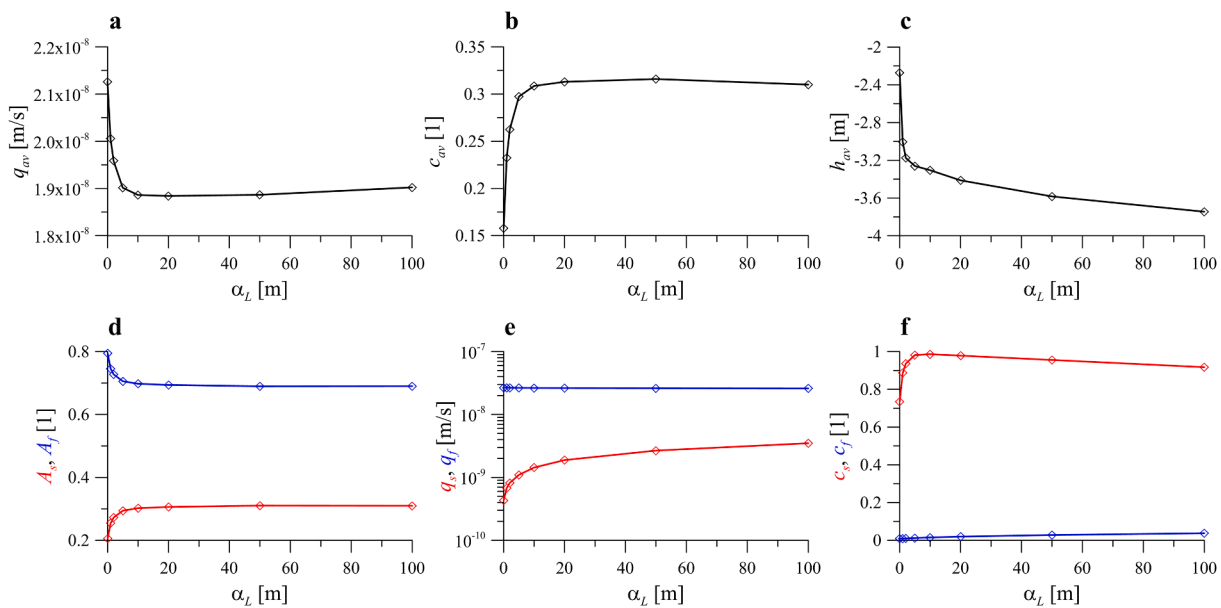 a
2.2x10⁻⁸
2.1x10⁻⁸
2.0x10⁻⁸
1.9x10⁻⁸
1.8x10⁻⁸
q_av [m/s]
0 20 40 60 80 100
α_L [m]
b
0.35
0.3
0.25
0.2
0.15
c_av [1]
0 20 40 60 80 100
α_L [m]
c
-2
-2.4
-2.8
-3.2
-3.6
-4
h_av [m]
0 20 40 60 80 100
α_L [m]
d
0.8
0.7
0.6
0.5
0.4
0.3
0.2
A_s, A_f [1]
0 20 40 60 80 100
α_L [m]
e
10⁻⁷
10⁻⁸
10⁻⁹
10⁻¹⁰
q_s, q_f [m/s]
0 20 40 60 80 100
α_L [m]
f
1
0.8
0.6
0.4
0.2
0
c_s, c_f [1]
0 20 40 60 80 100
α_L [m]